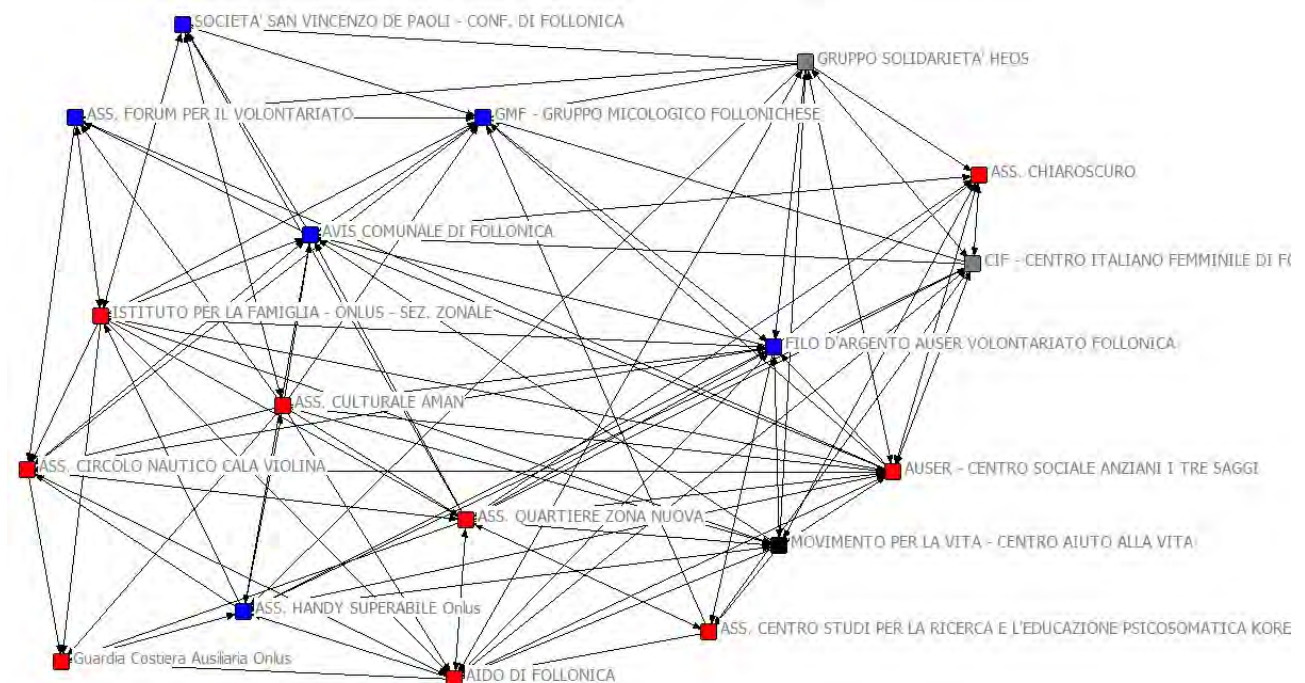 SOCIETA' SAN VINCENZO DE PAOLI - CONF. DI FOLLONICA
GRUPPO SOLIDARIETA' HEOS
ASS. FORUM PER IL VOLONTARIATO
GMF - GRUPPO MICOLOGICO FOLLONICHESE
ASS. CHIAROSCURO
AVIS COMUNALE DI FOLLONICA
CIF - CENTRO ITALIANO FEMMINILE DI FO
ISTITUTO PER LA FAMIGLIA - ONLUS - SEZ. ZONALE
FILO D'ARGENTO AUSER VOLONTARIATO FOLLONICA
ASS. CULTURALE AMAN
ASS. CIRCOLO NAUTICO CALA VIOLINA
AUSER - CENTRO SOCIALE ANZIANI I TRE SAGGI
ASS. QUARTIERE ZONA NUOVA
MOVIMENTO PER LA VITA - CENTRO AIUTO ALLA VITA
ASS. HANDY SUPERABILE Onlus
ASS. CENTRO STUDI PER LA RICERCA E L'EDUCAZIONE PSICOSOMATICA KORE
Guardia Costiera Ausiliaria Onlus
AIDO DI FOLLONICA